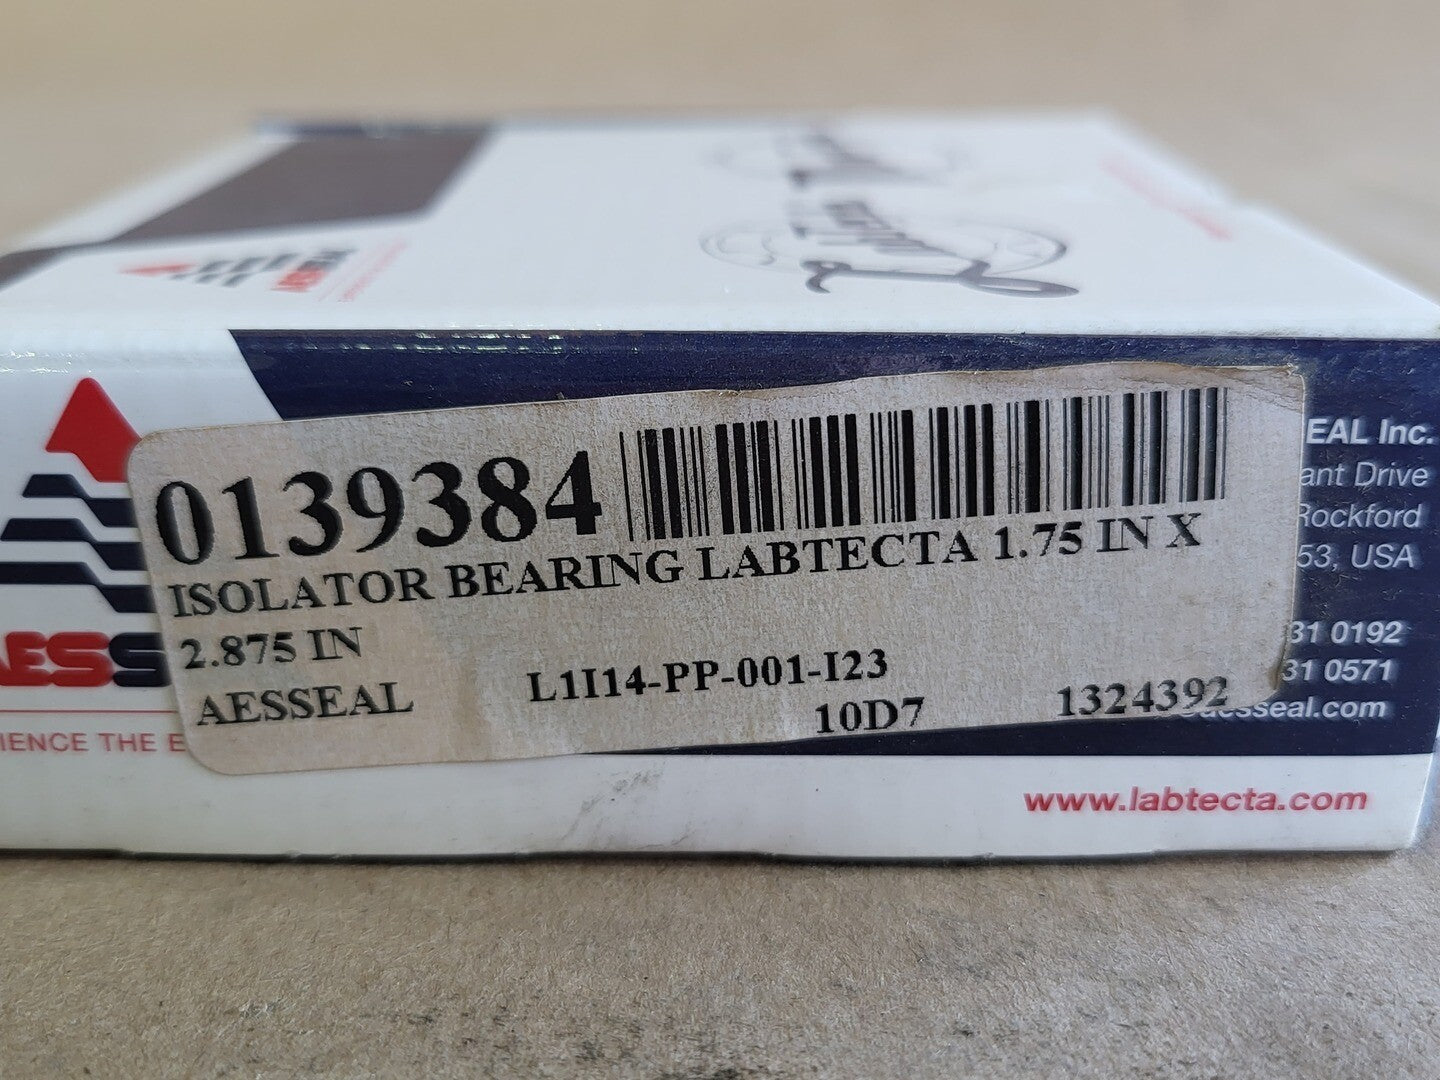 0139384
ISOLATOR BEARING LABTECTA 1.75 IN X
2.875 IN
AESSEAL L1I14-PP-001-I23
10D7 1324392
AESS
IENCE THE E
EAL Inc.
ant Drive
Rockford
53, USA
31 0192
31 0571
aesseal.com
www.labtecta.com